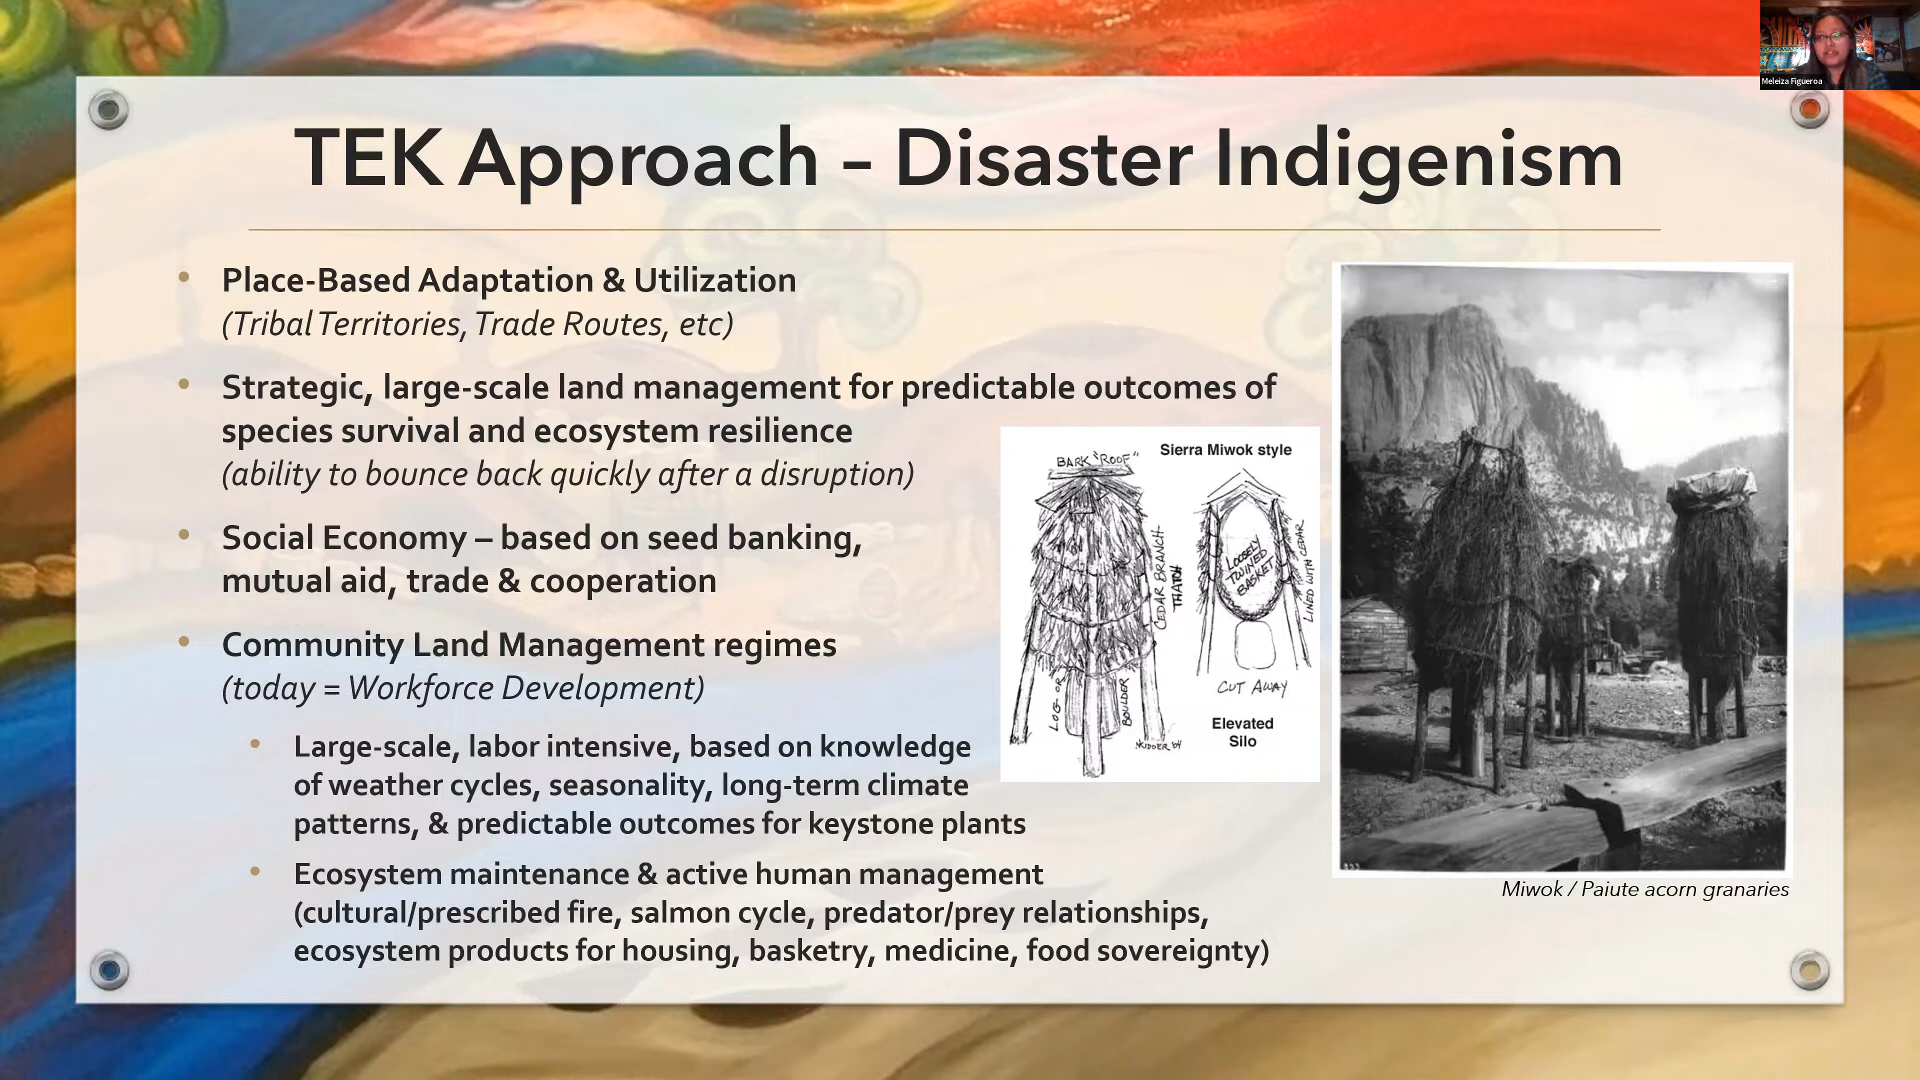 Meleiza Figueroa
TEK Approach – Disaster Indigenism
• Place-Based Adaptation & Utilization
(Tribal Territories, Trade Routes, etc)
• Strategic, large-scale land management for predictable outcomes of
species survival and ecosystem resilience
(ability to bounce back quickly after a disruption)
• Social Economy – based on seed banking,
mutual aid, trade & cooperation
• Community Land Management regimes
(today = Workforce Development)
• Large-scale, labor intensive, based on knowledge
of weather cycles, seasonality, long-term climate
patterns, & predictable outcomes for keystone plants
• Ecosystem maintenance & active human management
(cultural/prescribed fire, salmon cycle, predator/prey relationships,
ecosystem products for housing, basketry, medicine, food sovereignty)
Sierra Miwok style
BARK "ROOF"
CEDAR BRANCH
THATCH
LOOSELY
TWINED
BASKET
LINED WITH CEDAR
CUT AWAY
LOG OR
BOULDER
KIDDER '04
Elevated
Silo
Miwok / Paiute acorn granaries